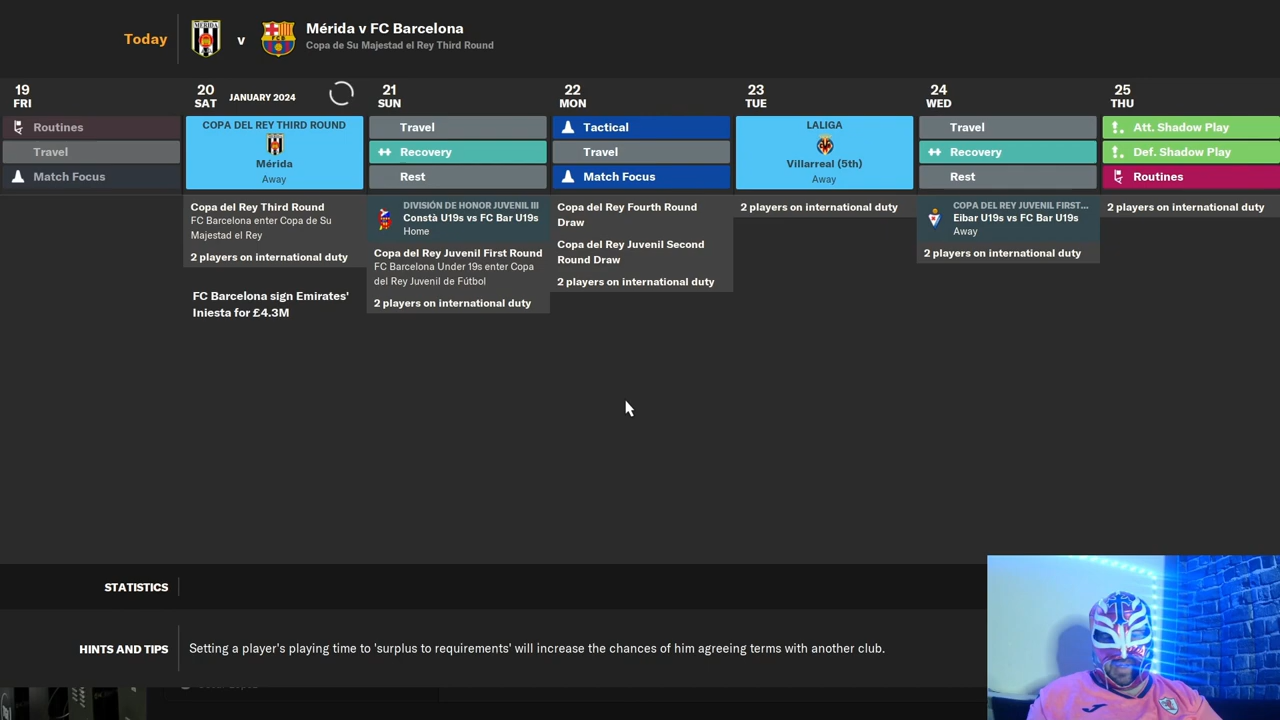 Today
v
Mérida v FC Barcelona
Copa de Su Majestad el Rey Third Round
19
FRI
Routines
Travel
Match Focus
20
SAT
JANUARY 2024
COPA DEL REY THIRD ROUND
Mérida
Away
Copa del Rey Third Round
FC Barcelona enter Copa de Su
Majestad el Rey
2 players on international duty
FC Barcelona sign Emirates'
Iniesta for £4.3M
21
SUN
Travel
Recovery
Rest
DIVISIÓN DE HONOR JUVENIL III
Constà U19s vs FC Bar U19s
Home
Copa del Rey Juvenil First Round
FC Barcelona Under 19s enter Copa
del Rey Juvenil de Fútbol
2 players on international duty
22
MON
Tactical
Travel
Match Focus
Copa del Rey Fourth Round
Draw
Copa del Rey Juvenil Second
Round Draw
2 players on international duty
23
TUE
LALIGA
Villarreal (5th)
Away
2 players on international duty
24
WED
Travel
Recovery
Rest
COPA DEL REY JUVENIL FIRST...
Eibar U19s vs FC Bar U19s
Away
2 players on international duty
25
THU
Att. Shadow Play
Def. Shadow Play
Routines
2 players on international duty
STATISTICS
HINTS AND TIPS
Setting a player's playing time to 'surplus to requirements' will increase the chances of him agreeing terms with another club.